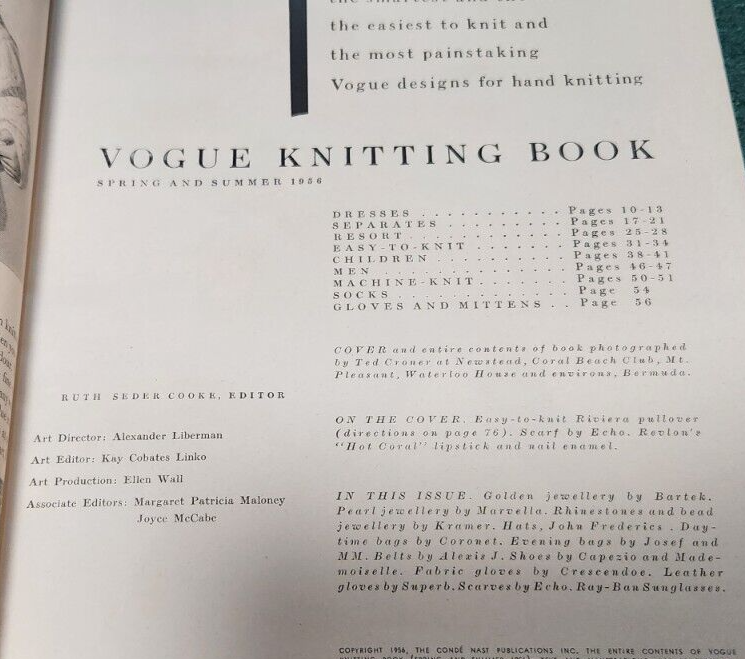 the easiest to knit and
the most painstaking
Vogue designs for hand knitting
VOGUE KNITTING BOOK
SPRING AND SUMMER 1956
DRESSES . . . . . . . . . . . Pages 10-13
SEPARATES . . . . . . . . . Pages 17-21
RESORT . . . . . . . . . . . . Pages 25-28
EASY-TO-KNIT . . . . . . . Pages 31-34
CHILDREN . . . . . . . . . . Pages 38-41
MEN . . . . . . . . . . . . . . Pages 46-47
MACHINE-KNIT . . . . . . . Pages 50-51
SOCKS . . . . . . . . . . . . . Page 54
GLOVES AND MITTENS . . Page 56
COVER and entire contents of book photographed
by Ted Croner at Newstead, Coral Beach Club, Mt.
Pleasant, Waterloo House and environs, Bermuda.
RUTH SEDER COOKE, EDITOR
Art Director: Alexander Liberman
Art Editor: Kay Cobates Linko
Art Production: Ellen Wall
Associate Editors: Margaret Patricia Maloney
Joyce McCabe
ON THE COVER. Easy-to-knit Riviera pullover
(directions on page 76). Scarf by Echo. Revlon's
"Hot Coral" lipstick and nail enamel.
IN THIS ISSUE. Golden jewellery by Bartek.
Pearl jewellery by Marvella. Rhinestones and bead
jewellery by Kramer. Hats, John Frederics . Day-
time bags by Coronet. Evening bags by Josef and
MM. Belts by Alexis J. Shoes by Capezio and Made-
moiselle. Fabric gloves by Crescendoe. Leather
gloves by Superb. Scarves by Echo. Ray-Ban Sunglasses.
COPYRIGHT 1956, THE CONDÉ NAST PUBLICATIONS INC. THE ENTIRE CONTENTS OF VOGUE